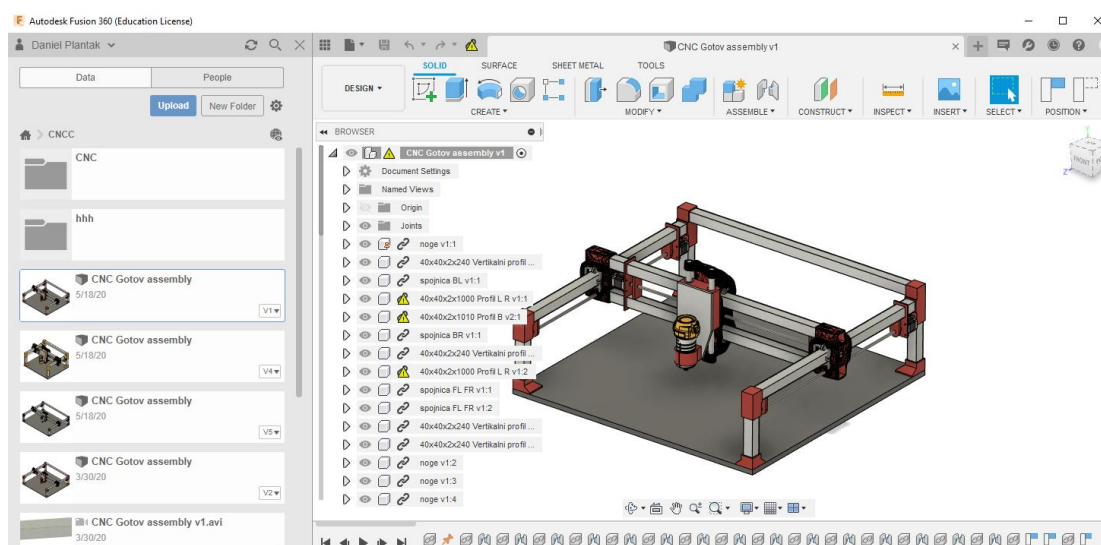 Autodesk Fusion 360 (Education License)
Daniel Plantak
CNC Gotov assembly v1
Data
People
Upload
New Folder
CNCC
CNC
hhh
CNC Gotov assembly
5/18/20
V1
CNC Gotov assembly
5/18/20
V4
CNC Gotov assembly
5/18/20
V5
CNC Gotov assembly
3/30/20
V2
CNC Gotov assembly v1.avi
3/30/20
SOLID
SURFACE
SHEET METAL
TOOLS
DESIGN
CREATE
MODIFY
ASSEMBLE
CONSTRUCT
INSPECT
INSERT
SELECT
POSITION
BROWSER
CNC Gotov assembly v1
Document Settings
Named Views
Origin
Joints
noge v1:1
40x40x2x240 Vertikalni profil ...
spojnica BL v1:1
40x40x2x1000 Profil L R v1:1
40x40x2x1010 Profil B v2:1
spojnica BR v1:1
40x40x2x240 Vertikalni profil ...
40x40x2x1000 Profil L R v1:2
spojnica FL FR v1:1
spojnica FL FR v1:2
40x40x2x240 Vertikalni profil ...
40x40x2x240 Vertikalni profil ...
noge v1:2
noge v1:3
noge v1:4
FRONT
Z